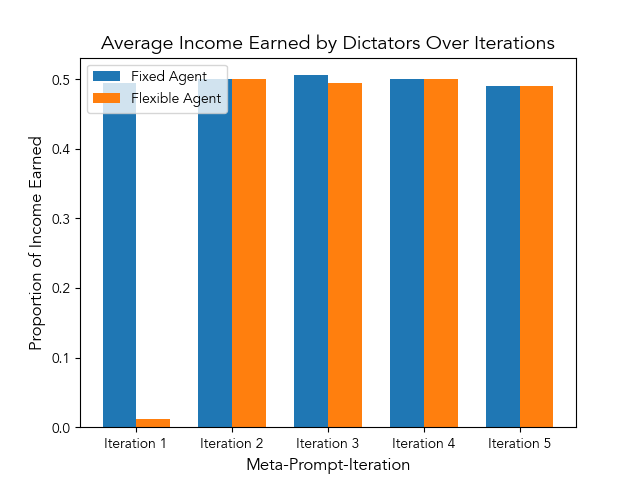 Average Income Earned by Dictators Over Iterations
Fixed Agent
Flexible Agent
Proportion of Income Earned
0.5
0.4
0.3
0.2
0.1
0.0
Iteration 1
Iteration 2
Iteration 3
Iteration 4
Iteration 5
Meta-Prompt-Iteration